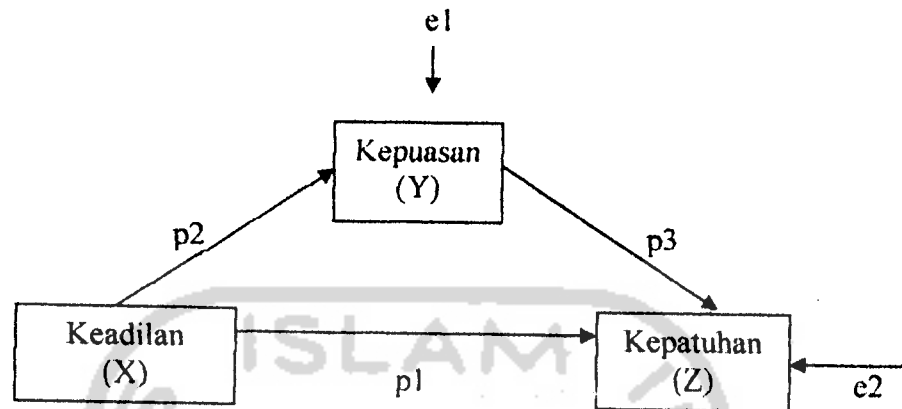 e1
Kepuasan
(Y)
p2
p3
Keadilan
(X)
ISLAM
p1
Kepatuhan
(Z)
e2